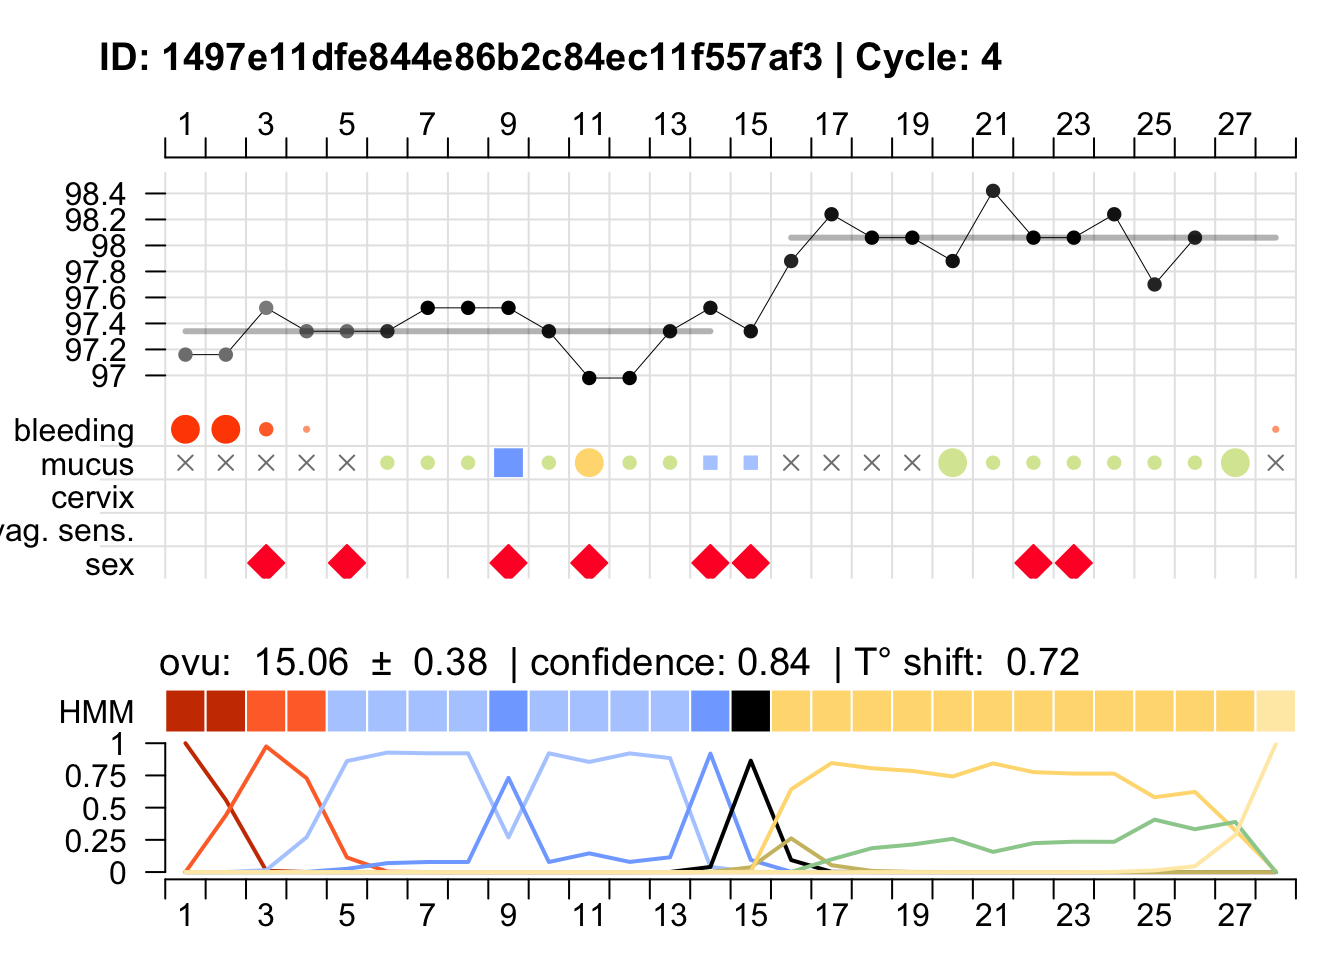 ID: 1497e11dfe844e86b2c84ec11f557af3 | Cycle: 4
1 3 5 7 9 11 13 15 17 19 21 23 25 27
98.4
98.2
98
97.8
97.6
97.4
97.2
97
bleeding
mucus
cervix
vag. sens.
sex
ovu: 15.06 ± 0.38 | confidence: 0.84 | T° shift: 0.72
HMM
1
0.75
0.5
0.25
0
1 3 5 7 9 11 13 15 17 19 21 23 25 27